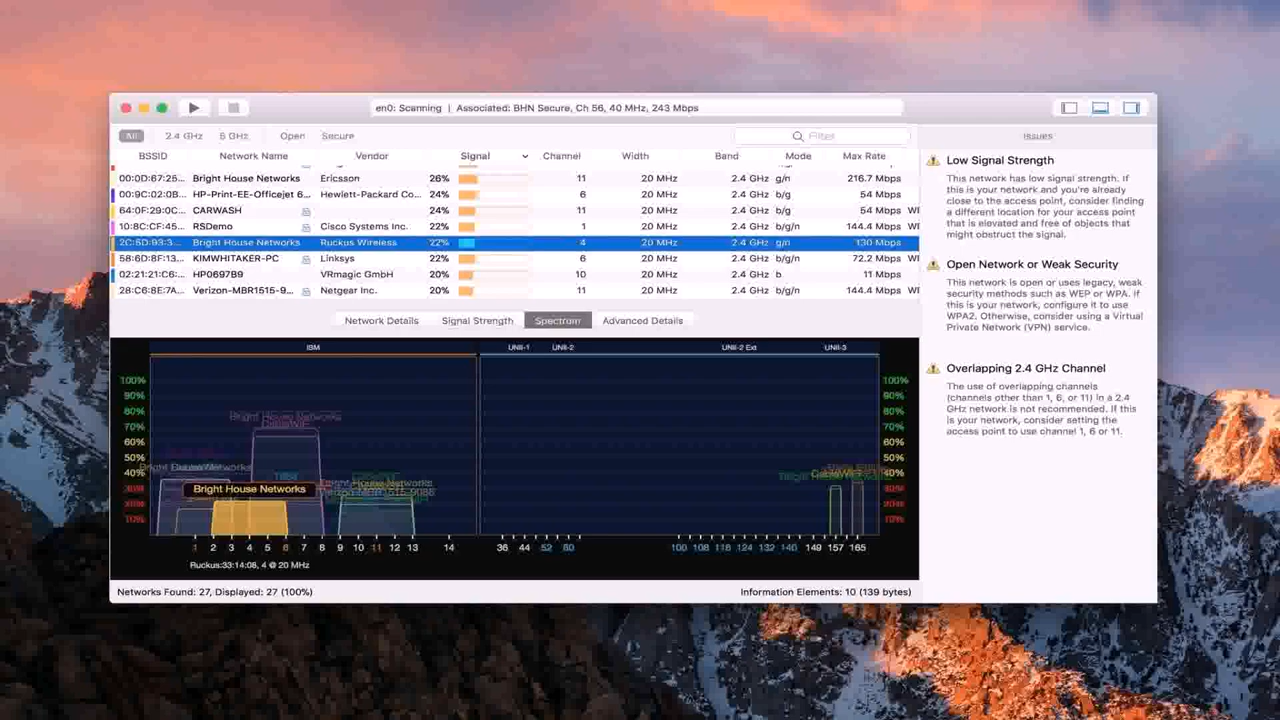 en0: Scanning | Associated: BHN Secure, Ch 56, 40 MHz, 243 Mbps
All 2.4 GHz 5 GHz Open Secure Filter
BSSID Network Name Vendor Signal Channel Width Band Mode Max Rate
00:0D:67:25... Bright House Networks Ericsson 26% 11 20 MHz 2.4 GHz g/n 216.7 Mbps
00:9C:02:0B... HP-Print-EE-Officejet 6... Hewlett-Packard Co... 24% 6 20 MHz 2.4 GHz b/g 54 Mbps
64:0F:29:0C... CARWASH 24% 11 20 MHz 2.4 GHz b/g 54 Mbps
10:8C:CF:45... RSDemo Cisco Systems Inc. 22% 1 20 MHz 2.4 GHz b/g/n 144.4 Mbps
2C:5D:93:3... Bright House Networks Ruckus Wireless 22% 4 20 MHz 2.4 GHz g/n 130 Mbps
58:6D:8F:13... KIMWHITAKER-PC Linksys 22% 6 20 MHz 2.4 GHz b/g/n 72.2 Mbps
02:21:21:C6:... HP0697B9 VRmagic GmbH 20% 10 20 MHz 2.4 GHz b 11 Mbps
28:C6:8E:7A... Verizon-MBR1515-9... Netgear Inc. 20% 11 20 MHz 2.4 GHz b/g/n 144.4 Mbps
Network Details Signal Strength Spectrum Advanced Details
ISM UNII-1 UNII-2 UNII-2 Ext UNII-3
100% 100%
90% 90%
80% 80%
70% 70%
60% 60%
50% 50%
40% 40%
30% 30%
20% 20%
10% 10%
Bright House Networks
CableWiFi
Bright House Networks
Bright House Networks
1 2 3 4 5 6 7 8 9 10 11 12 13 14 36 44 52 60 100 108 116 124 132 140 149 157 165
Ruckus:33:14:08, 4 @ 20 MHz
Networks Found: 27, Displayed: 27 (100%)
Information Elements: 10 (139 bytes)
Issues
Low Signal Strength
This network has low signal strength. If
this is your network and you're already
close to the access point, consider finding
a different location for your access point
that is elevated and free of objects that
might obstruct the signal.
Open Network or Weak Security
This network is open or uses legacy, weak
security methods such as WEP or WPA. If
this is your network, configure it to use
WPA2. Otherwise, consider using a Virtual
Private Network (VPN) service.
Overlapping 2.4 GHz Channel
The use of overlapping channels
(channels other than 1, 6, or 11) in a 2.4
GHz network is not recommended. If this
is your network, consider setting the
access point to use channel 1, 6 or 11.